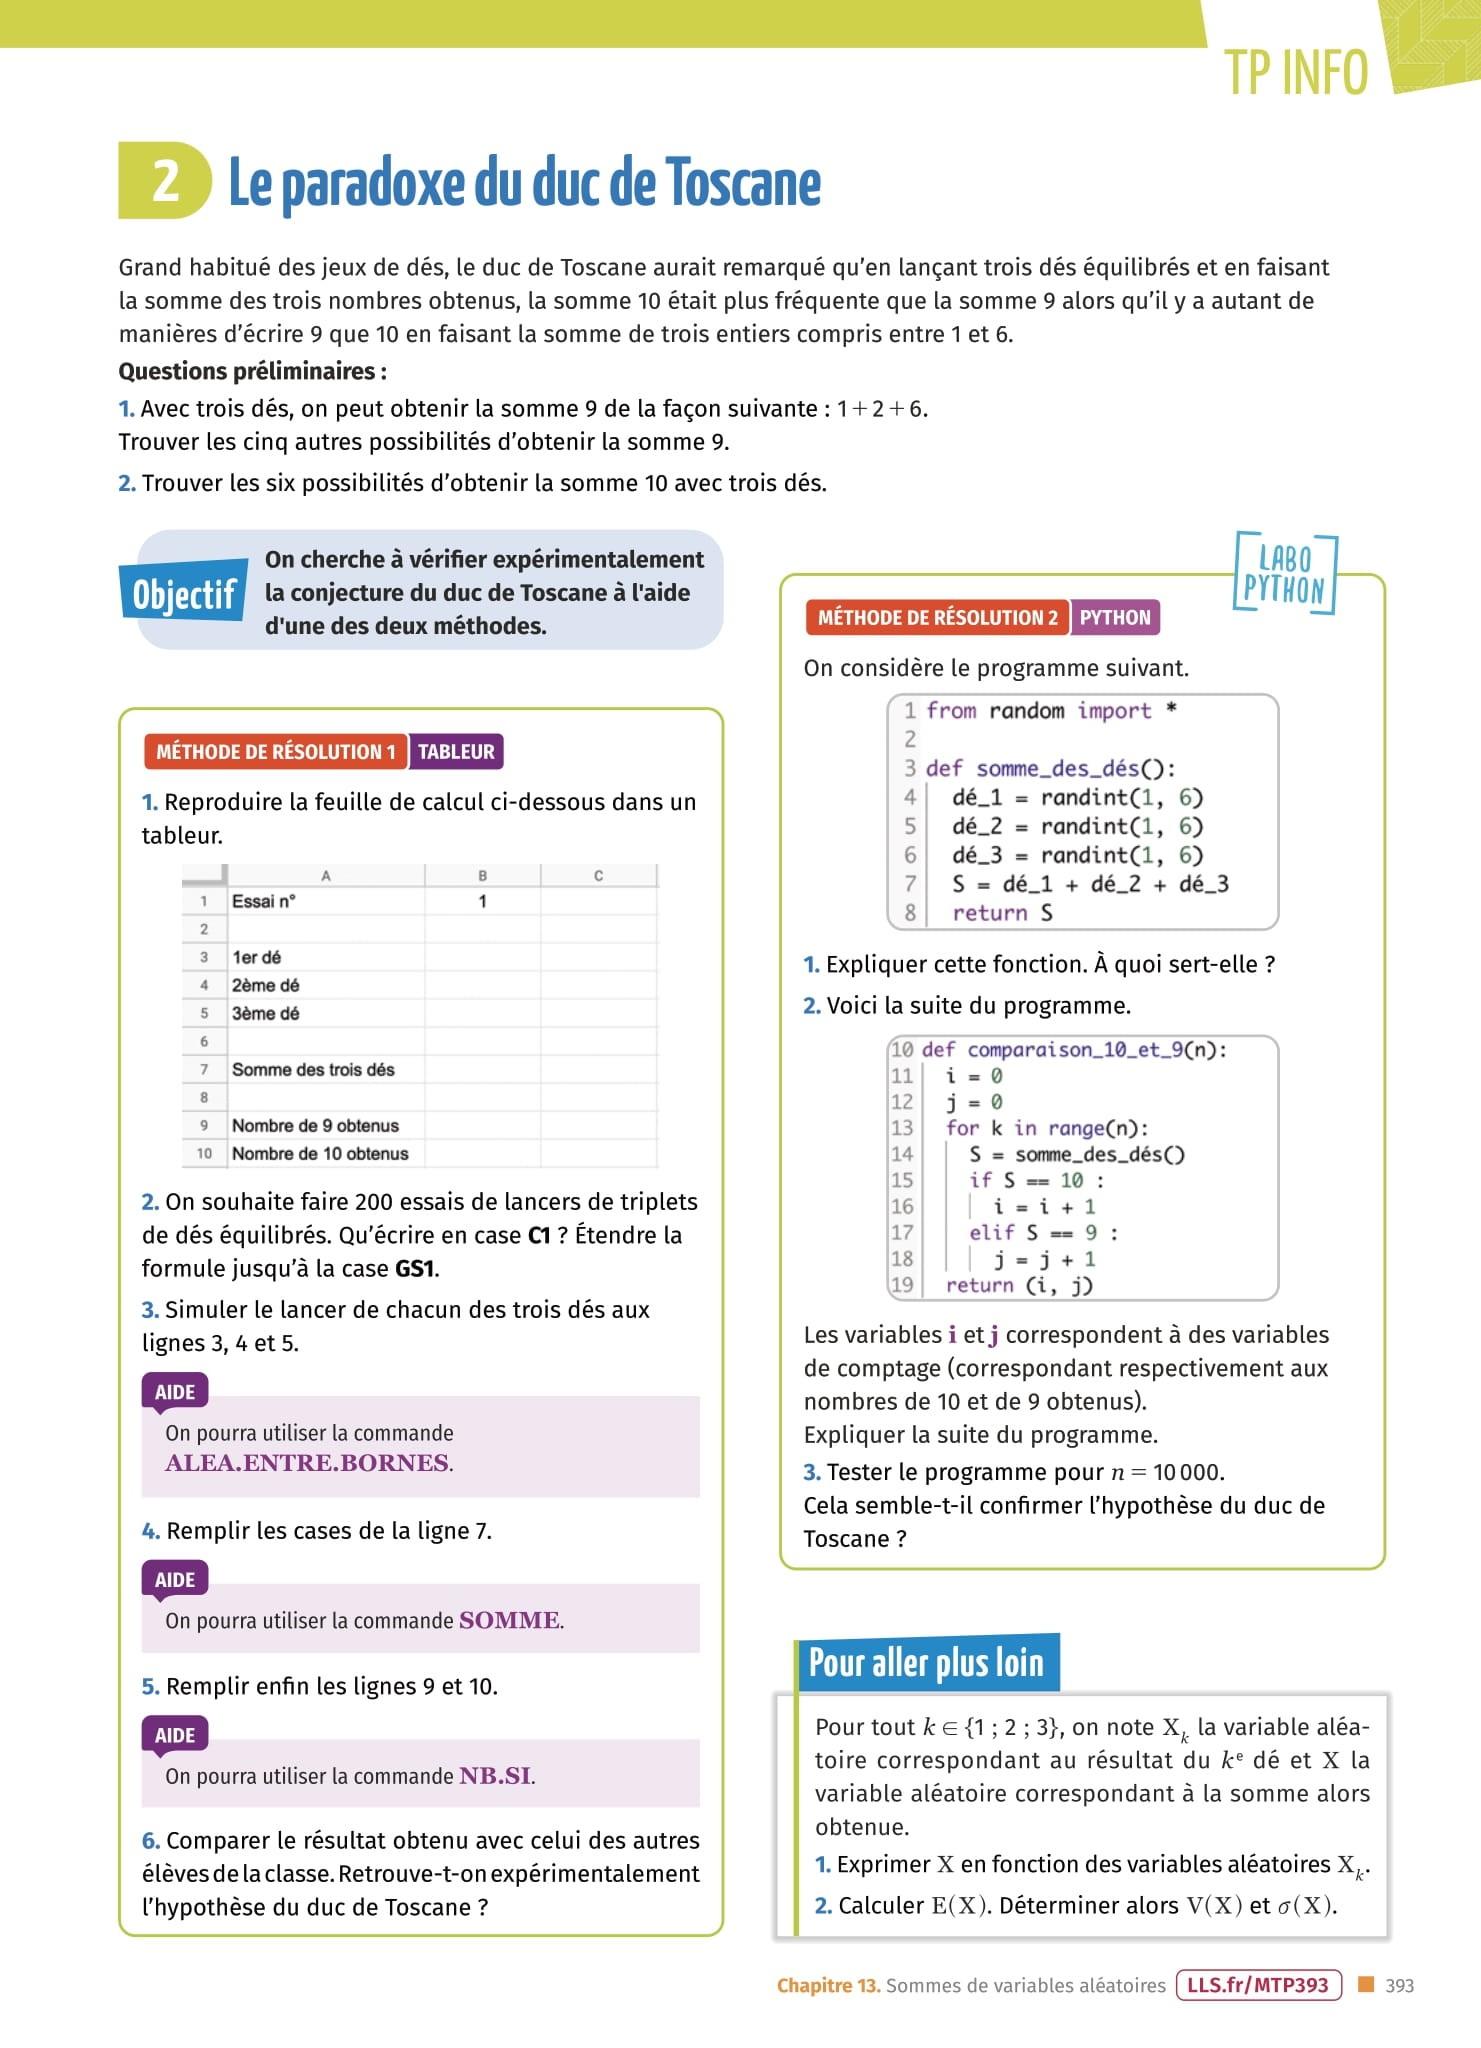 TP INFO
2 Le paradoxe du duc de Toscane
Grand habitué des jeux de dés, le duc de Toscane aurait remarqué qu'en lançant trois dés équilibrés et en faisant
la somme des trois nombres obtenus, la somme 10 était plus fréquente que la somme 9 alors qu'il y a autant de
manières d'écrire 9 que 10 en faisant la somme de trois entiers compris entre 1 et 6.
Questions préliminaires :
1. Avec trois dés, on peut obtenir la somme 9 de la façon suivante : 1 + 2 + 6.
Trouver les cinq autres possibilités d'obtenir la somme 9.
2. Trouver les six possibilités d'obtenir la somme 10 avec trois dés.
Objectif
On cherche à vérifier expérimentalement
la conjecture du duc de Toscane à l'aide
d'une des deux méthodes.
MÉTHODE DE RÉSOLUTION 1 TABLEUR
1. Reproduire la feuille de calcul ci-dessous dans un
tableur.
A B C
1 Essai n° 1
2
3 1er dé
4 2ème dé
5 3ème dé
6
7 Somme des trois dés
8
9 Nombre de 9 obtenus
10 Nombre de 10 obtenus
2. On souhaite faire 200 essais de lancers de triplets
de dés équilibrés. Qu'écrire en case C1 ? Étendre la
formule jusqu'à la case GS1.
3. Simuler le lancer de chacun des trois dés aux
lignes 3, 4 et 5.
AIDE
On pourra utiliser la commande
ALEA.ENTRE.BORNES.
4. Remplir les cases de la ligne 7.
AIDE
On pourra utiliser la commande SOMME.
5. Remplir enfin les lignes 9 et 10.
AIDE
On pourra utiliser la commande NB.SI.
6. Comparer le résultat obtenu avec celui des autres
élèves de la classe. Retrouve-t-on expérimentalement
l'hypothèse du duc de Toscane ?
LABO
PYTHON
MÉTHODE DE RÉSOLUTION 2 PYTHON
On considère le programme suivant.
1 from random import *
2
3 def somme_des_dés():
4 dé_1 = randint(1, 6)
5 dé_2 = randint(1, 6)
6 dé_3 = randint(1, 6)
7 S = dé_1 + dé_2 + dé_3
8 return S
1. Expliquer cette fonction. À quoi sert-elle ?
2. Voici la suite du programme.
10 def comparaison_10_et_9(n):
11 i = 0
12 j = 0
13 for k in range(n):
14 S = somme_des_dés()
15 if S == 10 :
16 i = i + 1
17 elif S == 9 :
18 j = j + 1
19 return (i, j)
Les variables i et j correspondent à des variables
de comptage (correspondant respectivement aux
nombres de 10 et de 9 obtenus).
Expliquer la suite du programme.
3. Tester le programme pour n = 10 000.
Cela semble-t-il confirmer l'hypothèse du duc de
Toscane ?
Pour aller plus loin
Pour tout k ∈ {1 ; 2 ; 3}, on note Xk la variable aléa-
toire correspondant au résultat du ke dé et X la
variable aléatoire correspondant à la somme alors
obtenue.
1. Exprimer X en fonction des variables aléatoires Xk.
2. Calculer E(X). Déterminer alors V(X) et σ(X).
Chapitre 13. Sommes de variables aléatoires LLS.fr/MTP393 393